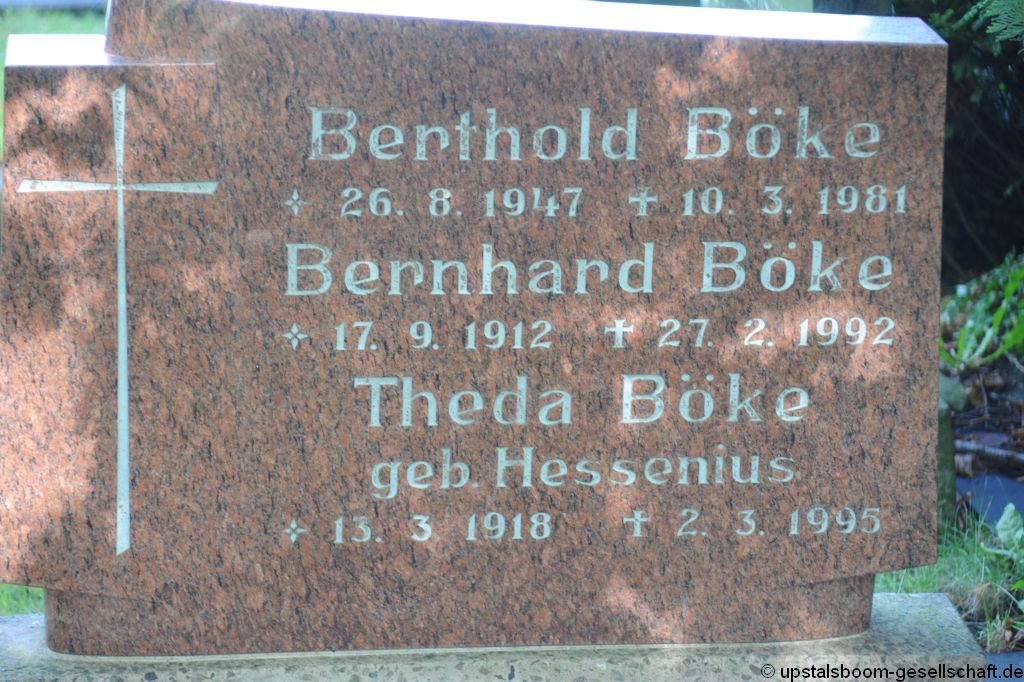 Berthold Böke
✧ 26. 8. 1947 ✝ 10. 3. 1981
Bernhard Böke
✧ 17. 9. 1912 ✝ 27. 2. 1992
Theda Böke
geb. Hessenius
✧ 13. 3. 1918 ✝ 2. 3. 1995
© upstalsboom-gesellschaft.de